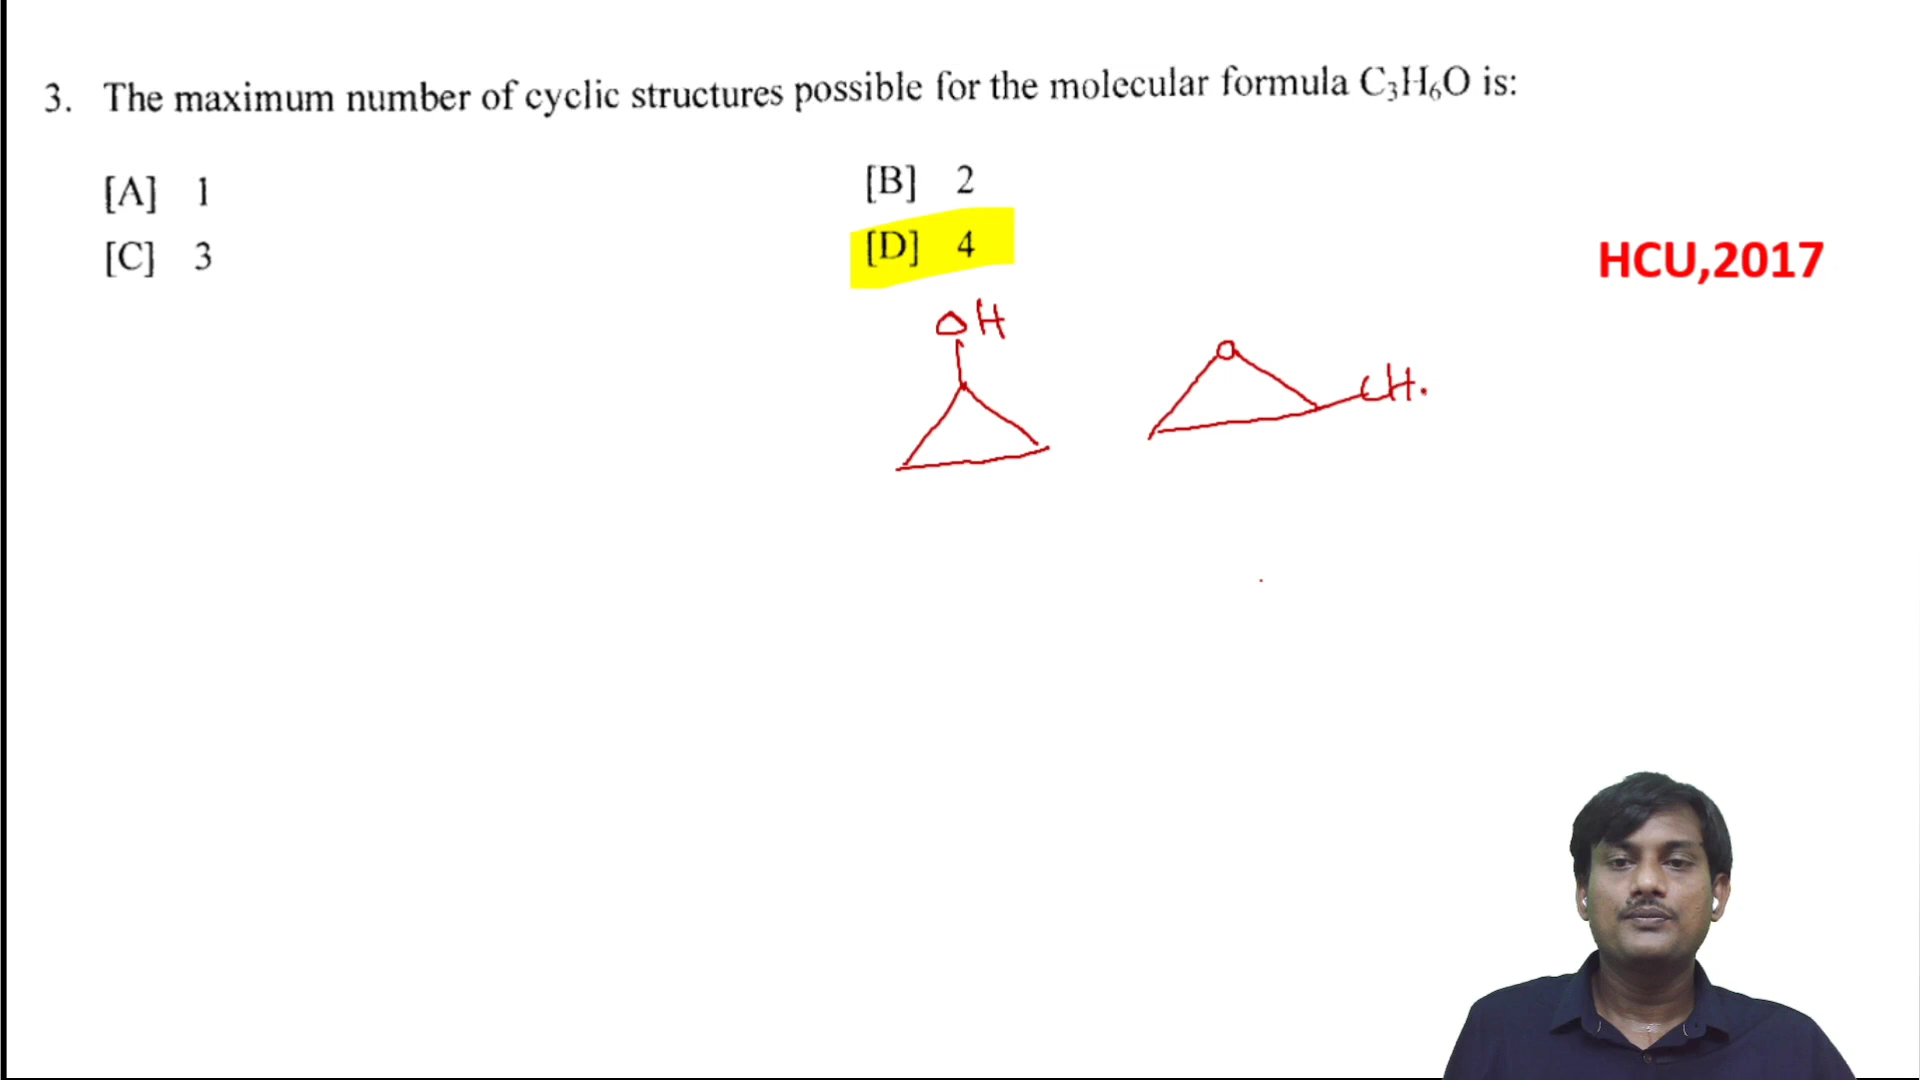 3. The maximum number of cyclic structures possible for the molecular formula C₃H₆O is:
[A] 1
[B] 2
[C] 3
[D] 4
HCU,2017
OH
O
CH.